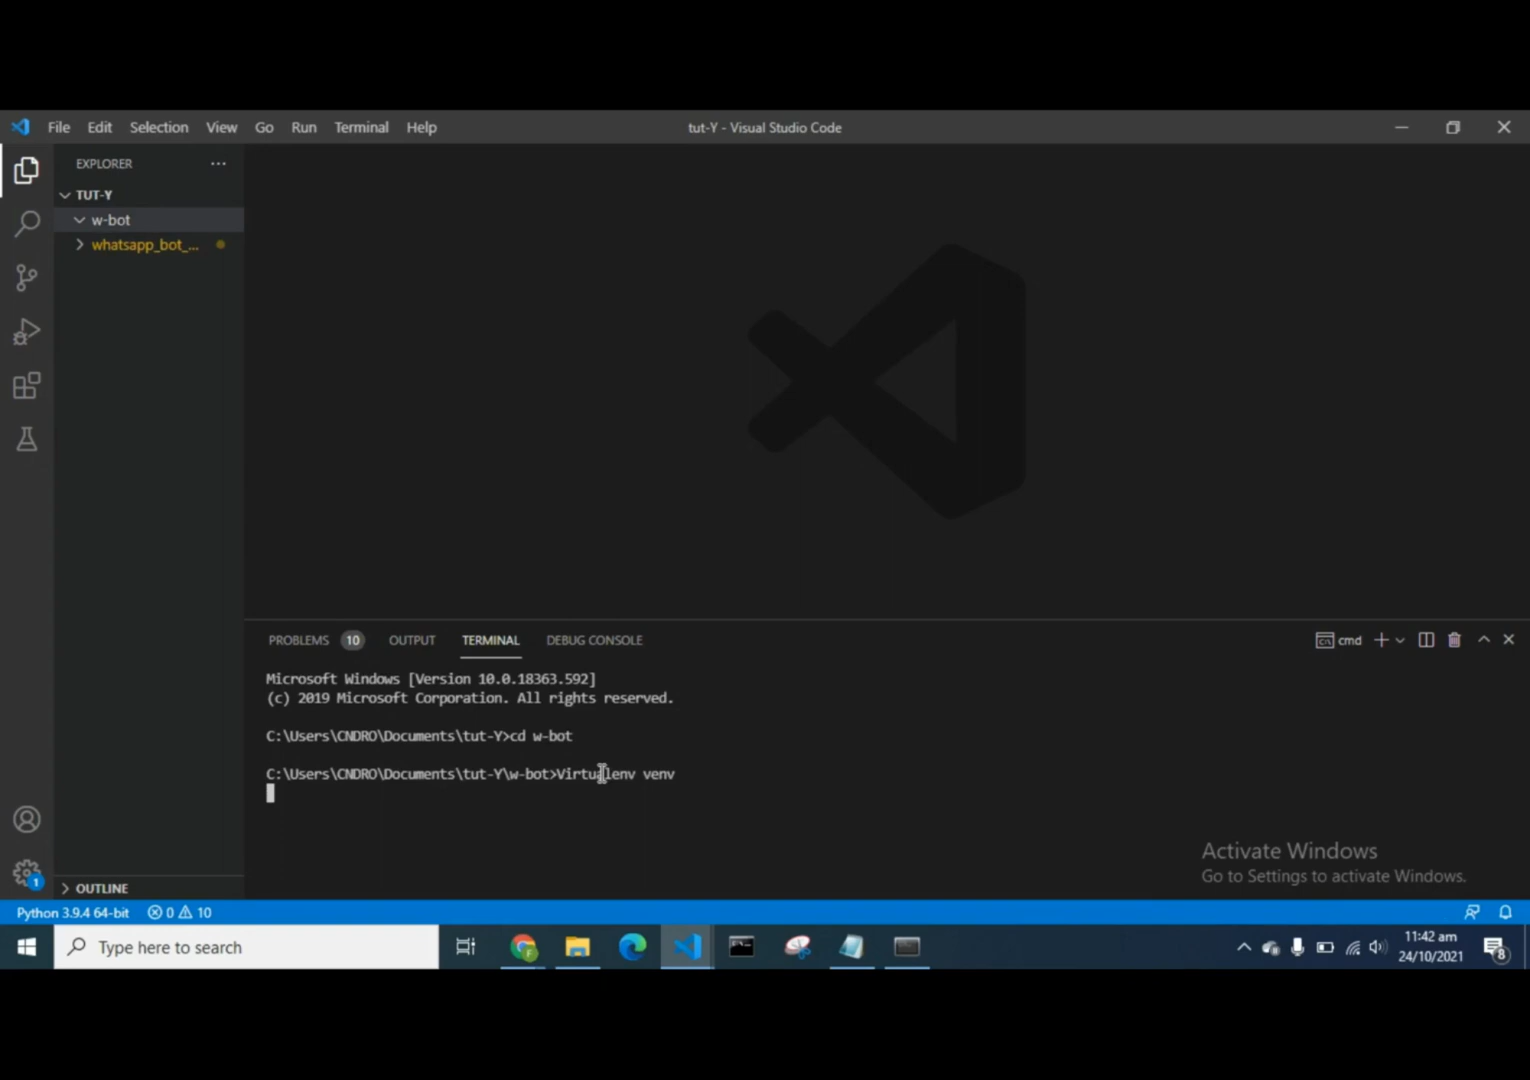 File Edit Selection View Go Run Terminal Help
tut-Y - Visual Studio Code
EXPLORER
TUT-Y
w-bot
whatsapp_bot_...
PROBLEMS 10 OUTPUT TERMINAL DEBUG CONSOLE
cmd
Microsoft Windows [Version 10.0.18363.592]
(c) 2019 Microsoft Corporation. All rights reserved.
C:\Users\CNDRO\Documents\tut-Y>cd w-bot
C:\Users\CNDRO\Documents\tut-Y\w-bot>Virtualenv venv
Activate Windows
Go to Settings to activate Windows.
1
OUTLINE
Python 3.9.4 64-bit 0 10
Type here to search
F
11:42 am
24/10/2021
8